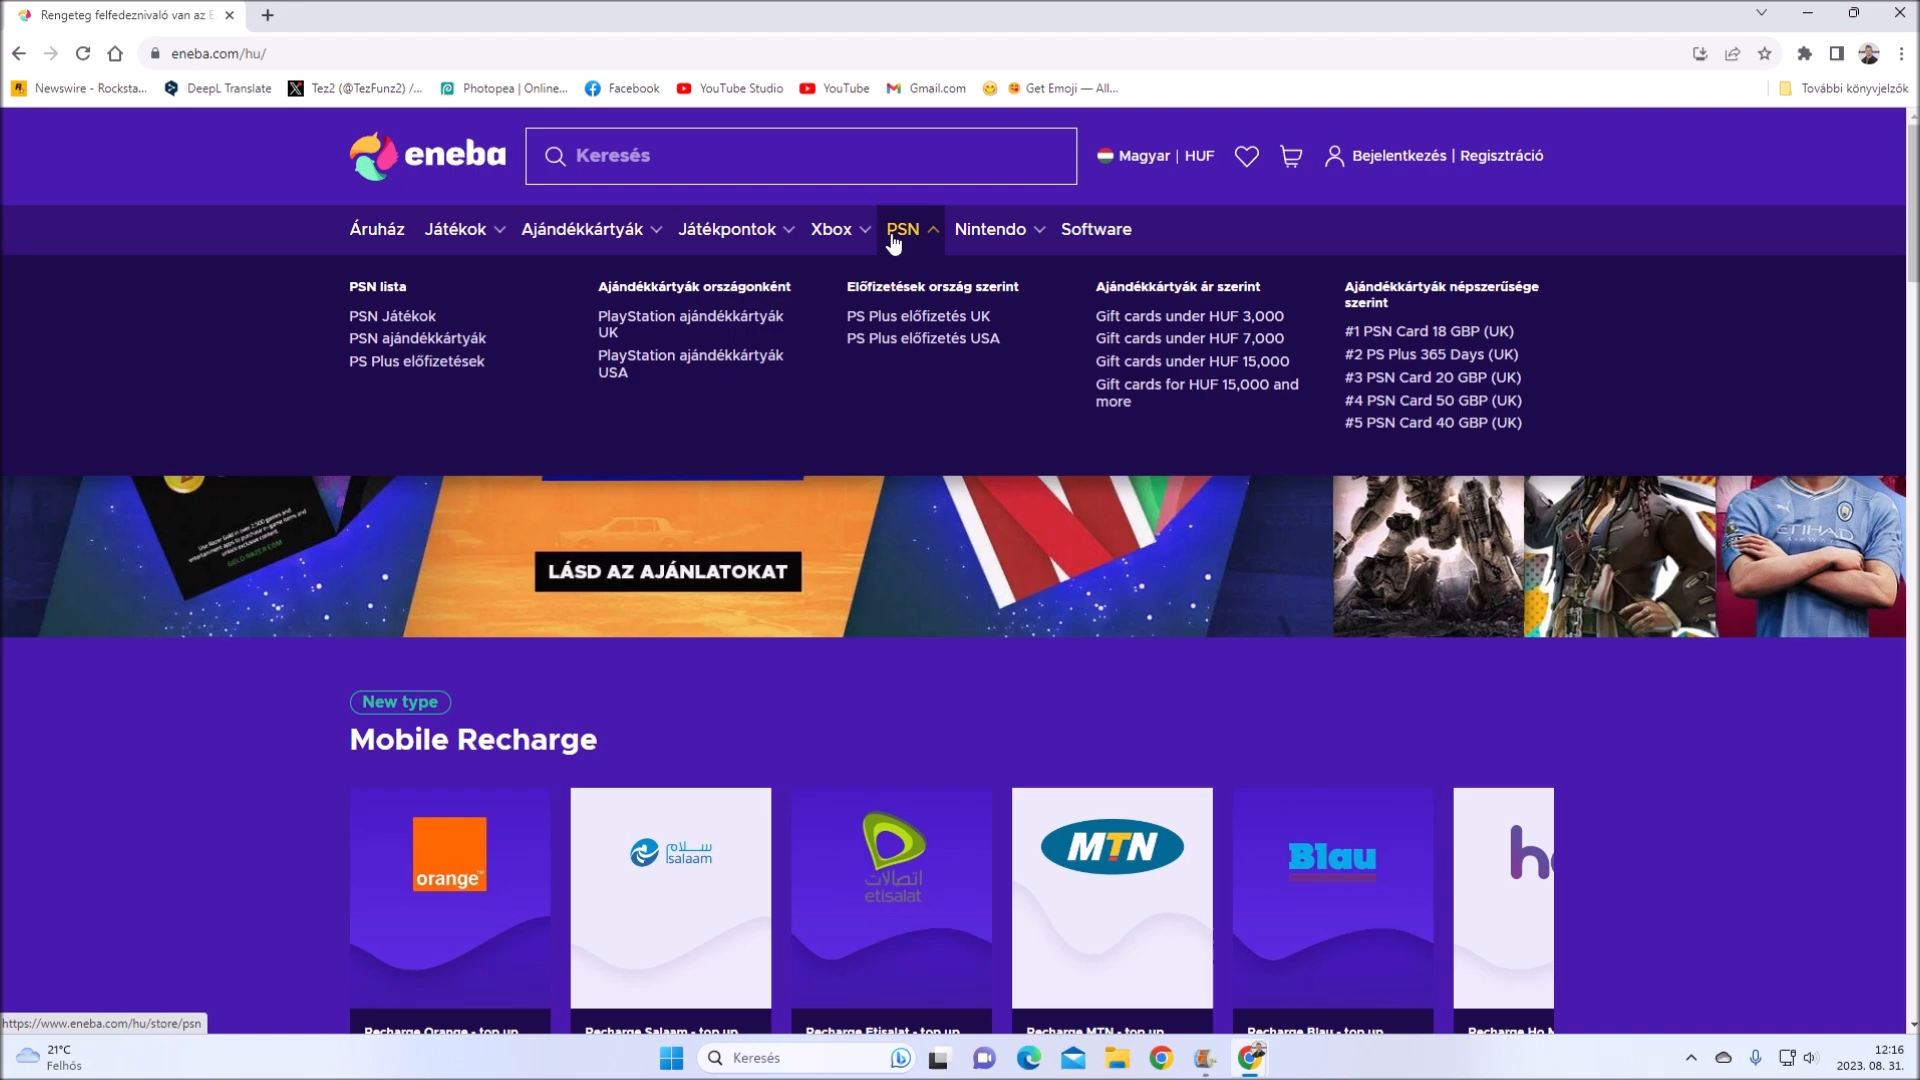 Rengeteg felfedeznivaló van az E
eneba.com/hu/
Newswire - Rocksta...
DeepL Translate
Tez2 (@TezFunz2) /...
Photopea | Online...
Facebook
YouTube Studio
YouTube
Gmail.com
Get Emoji — All...
További könyvjelzők
eneba
Keresés
Magyar | HUF
Bejelentkezés | Regisztráció
Áruház
Játékok
Ajándékkártyák
Játékpontok
Xbox
PSN
Nintendo
Software
PSN lista
PSN Játékok
PSN ajándékkártyák
PS Plus előfizetések
Ajándékkártyák országonként
PlayStation ajándékkártyák
UK
PlayStation ajándékkártyák
USA
Előfizetések ország szerint
PS Plus előfizetés UK
PS Plus előfizetés USA
Ajándékkártyák ár szerint
Gift cards under HUF 3,000
Gift cards under HUF 7,000
Gift cards under HUF 15,000
Gift cards for HUF 15,000 and
more
Ajándékkártyák népszerűsége
szerint
#1 PSN Card 18 GBP (UK)
#2 PS Plus 365 Days (UK)
#3 PSN Card 20 GBP (UK)
#4 PSN Card 50 GBP (UK)
#5 PSN Card 40 GBP (UK)
GOLD.RAZER.COM
LÁSD AZ AJÁNLATOKAT
ETIHAD
New type
Mobile Recharge
orange
سلام
salaam
اتصالات
etisalat
MTN
Blau
Recharge Orange - top up
Recharge Salaam - top up
Recharge Etisalat - top up
Recharge MTN - top up
Recharge Blau - top up
Recharge Ho M
https://www.eneba.com/hu/store/psn
21°C
Felhős
Keresés
12:16
2023. 08. 31.